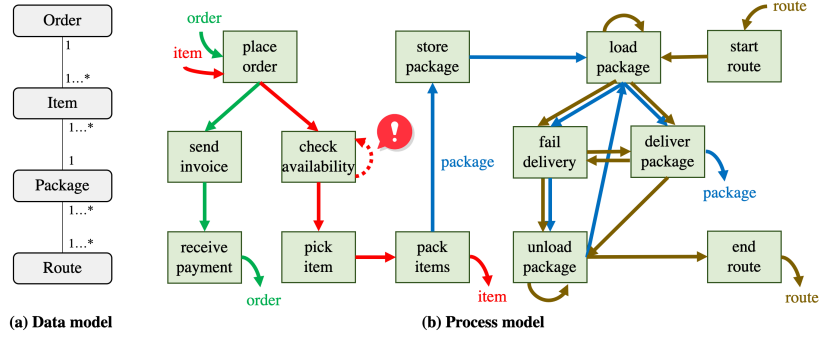 Order
1
1…*
Item
1…*
1
Package
1…*
1…*
Route
(a) Data model
order
item
place
order
send
invoice
receive
payment
order
check
availability
!
pick
item
store
package
package
pack
items
item
load
package
route
start
route
fail
delivery
deliver
package
package
unload
package
end
route
route
(b) Process model